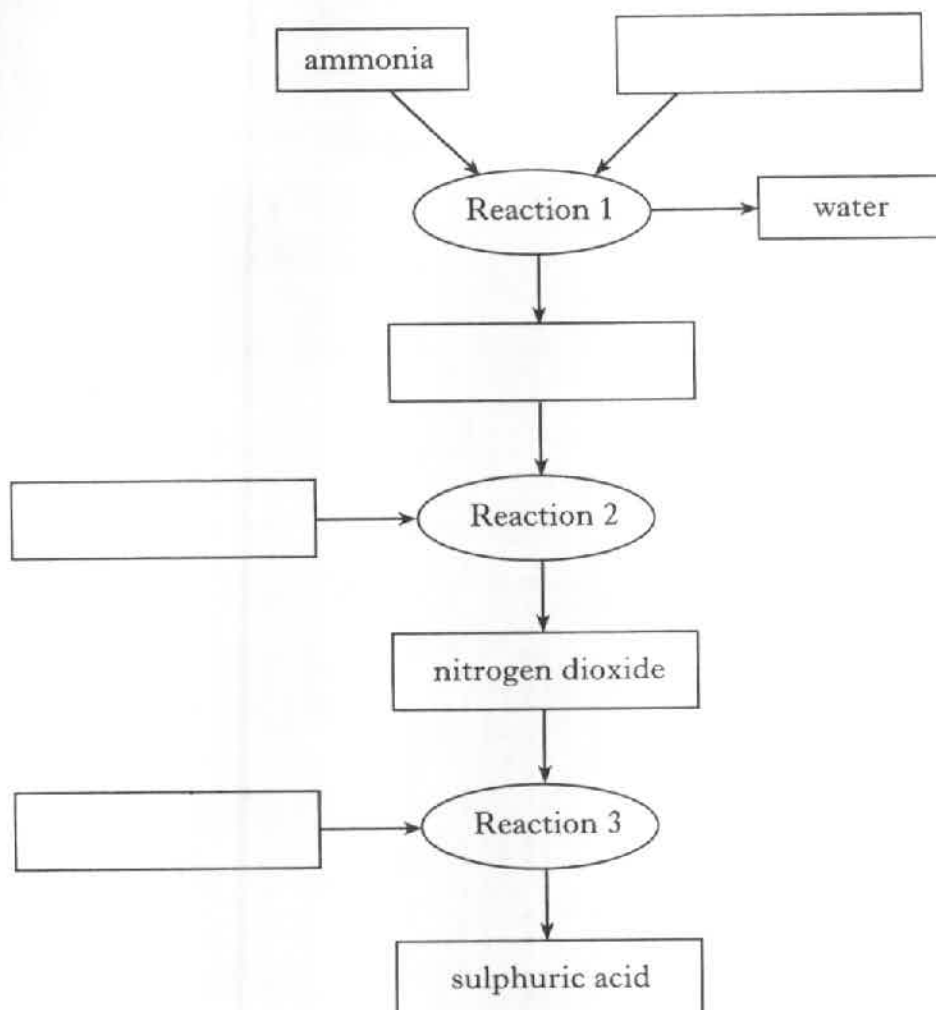 ammonia
Reaction 1
water
Reaction 2
nitrogen dioxide
Reaction 3
sulphuric acid